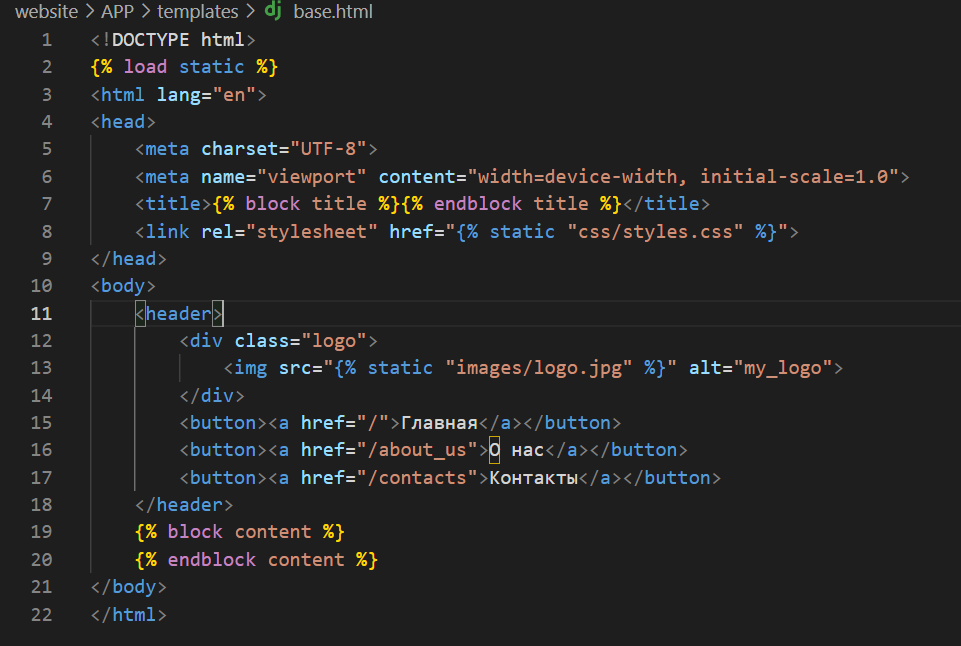 website > APP > templates > dj base.html
1 <!DOCTYPE html>
2 {% load static %}
3 <html lang="en">
4 <head>
5 <meta charset="UTF-8">
6 <meta name="viewport" content="width=device-width, initial-scale=1.0">
7 <title>{% block title %}{% endblock title %}</title>
8 <link rel="stylesheet" href="{% static "css/styles.css" %}">
9 </head>
10 <body>
11 <header>
12 <div class="logo">
13 <img src="{% static "images/logo.jpg" %}" alt="my_logo">
14 </div>
15 <button><a href="/">Главная</a></button>
16 <button><a href="/about_us">О нас</a></button>
17 <button><a href="/contacts">Контакты</a></button>
18 </header>
19 {% block content %}
20 {% endblock content %}
21 </body>
22 </html>